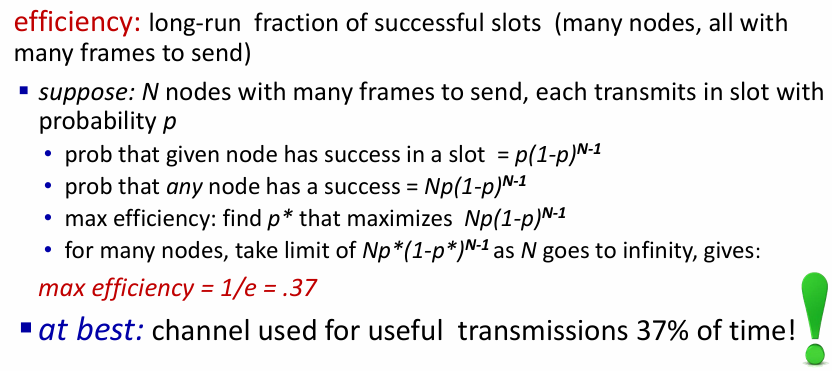 efficiency: long-run fraction of successful slots (many nodes, all with
many frames to send)
▪ suppose: N nodes with many frames to send, each transmits in slot with
probability p
• prob that given node has success in a slot = p(1-p)^N-1
• prob that any node has a success = Np(1-p)^N-1
• max efficiency: find p* that maximizes Np(1-p)^N-1
• for many nodes, take limit of Np*(1-p*)^N-1 as N goes to infinity, gives:
max efficiency = 1/e = .37
▪ at best: channel used for useful transmissions 37% of time!
!